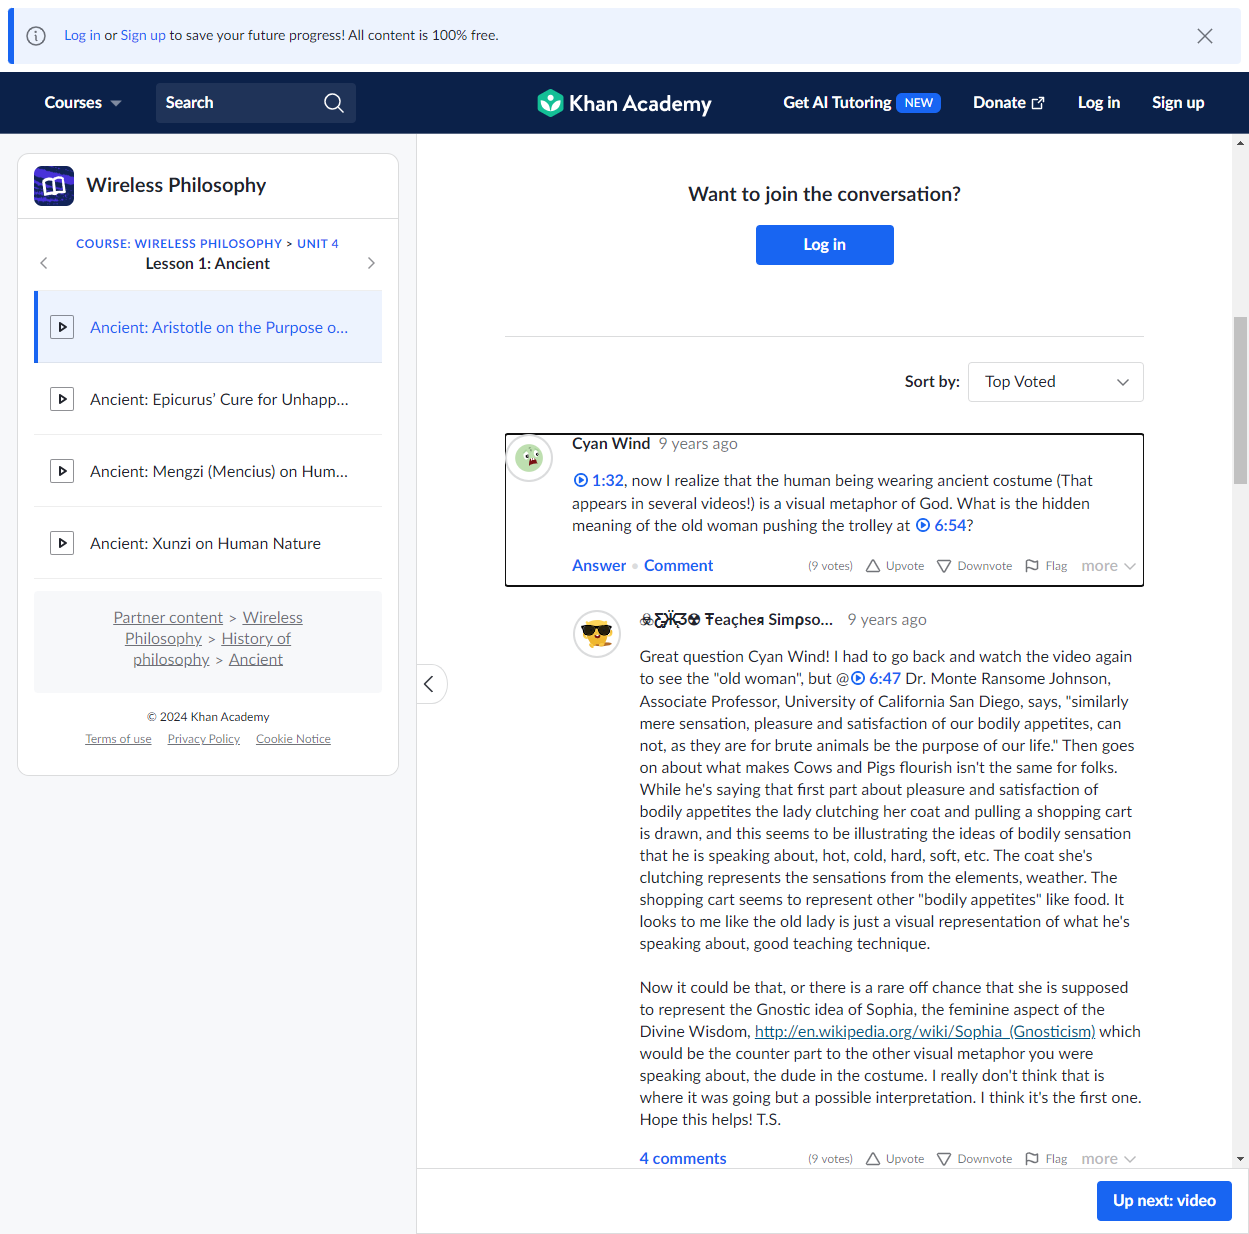 Log in or Sign up to save your future progress! All content is 100% free.
Courses
Search
Khan Academy
Get AI Tutoring NEW
Donate
Log in
Sign up
Wireless Philosophy
COURSE: WIRELESS PHILOSOPHY > UNIT 4
Lesson 1: Ancient
Ancient: Aristotle on the Purpose o...
Ancient: Epicurus’ Cure for Unhapp...
Ancient: Mengzi (Mencius) on Hum...
Ancient: Xunzi on Human Nature
Partner content > Wireless
Philosophy > History of
philosophy > Ancient
© 2024 Khan Academy
Terms of use Privacy Policy Cookie Notice
Want to join the conversation?
Log in
Sort by: Top Voted
Cyan Wind 9 years ago
1:32, now I realize that the human being wearing ancient costume (That
appears in several videos!) is a visual metaphor of God. What is the hidden
meaning of the old woman pushing the trolley at 6:54?
Answer • Comment (9 votes) Upvote Downvote Flag more
Ŧeaçheя Simρso... 9 years ago
Great question Cyan Wind! I had to go back and watch the video again
to see the "old woman", but @ 6:47 Dr. Monte Ransome Johnson,
Associate Professor, University of California San Diego, says, "similarly
mere sensation, pleasure and satisfaction of our bodily appetites, can
not, as they are for brute animals be the purpose of our life." Then goes
on about what makes Cows and Pigs flourish isn't the same for folks.
While he's saying that first part about pleasure and satisfaction of
bodily appetites the lady clutching her coat and pulling a shopping cart
is drawn, and this seems to be illustrating the ideas of bodily sensation
that he is speaking about, hot, cold, hard, soft, etc. The coat she's
clutching represents the sensations from the elements, weather. The
shopping cart seems to represent other "bodily appetites" like food. It
looks to me like the old lady is just a visual representation of what he's
speaking about, good teaching technique.
Now it could be that, or there is a rare off chance that she is supposed
to represent the Gnostic idea of Sophia, the feminine aspect of the
Divine Wisdom, http://en.wikipedia.org/wiki/Sophia_(Gnosticism) which
would be the counter part to the other visual metaphor you were
speaking about, the dude in the costume. I really don't think that is
where it was going but a possible interpretation. I think it's the first one.
Hope this helps! T.S.
4 comments (9 votes) Upvote Downvote Flag more
Up next: video